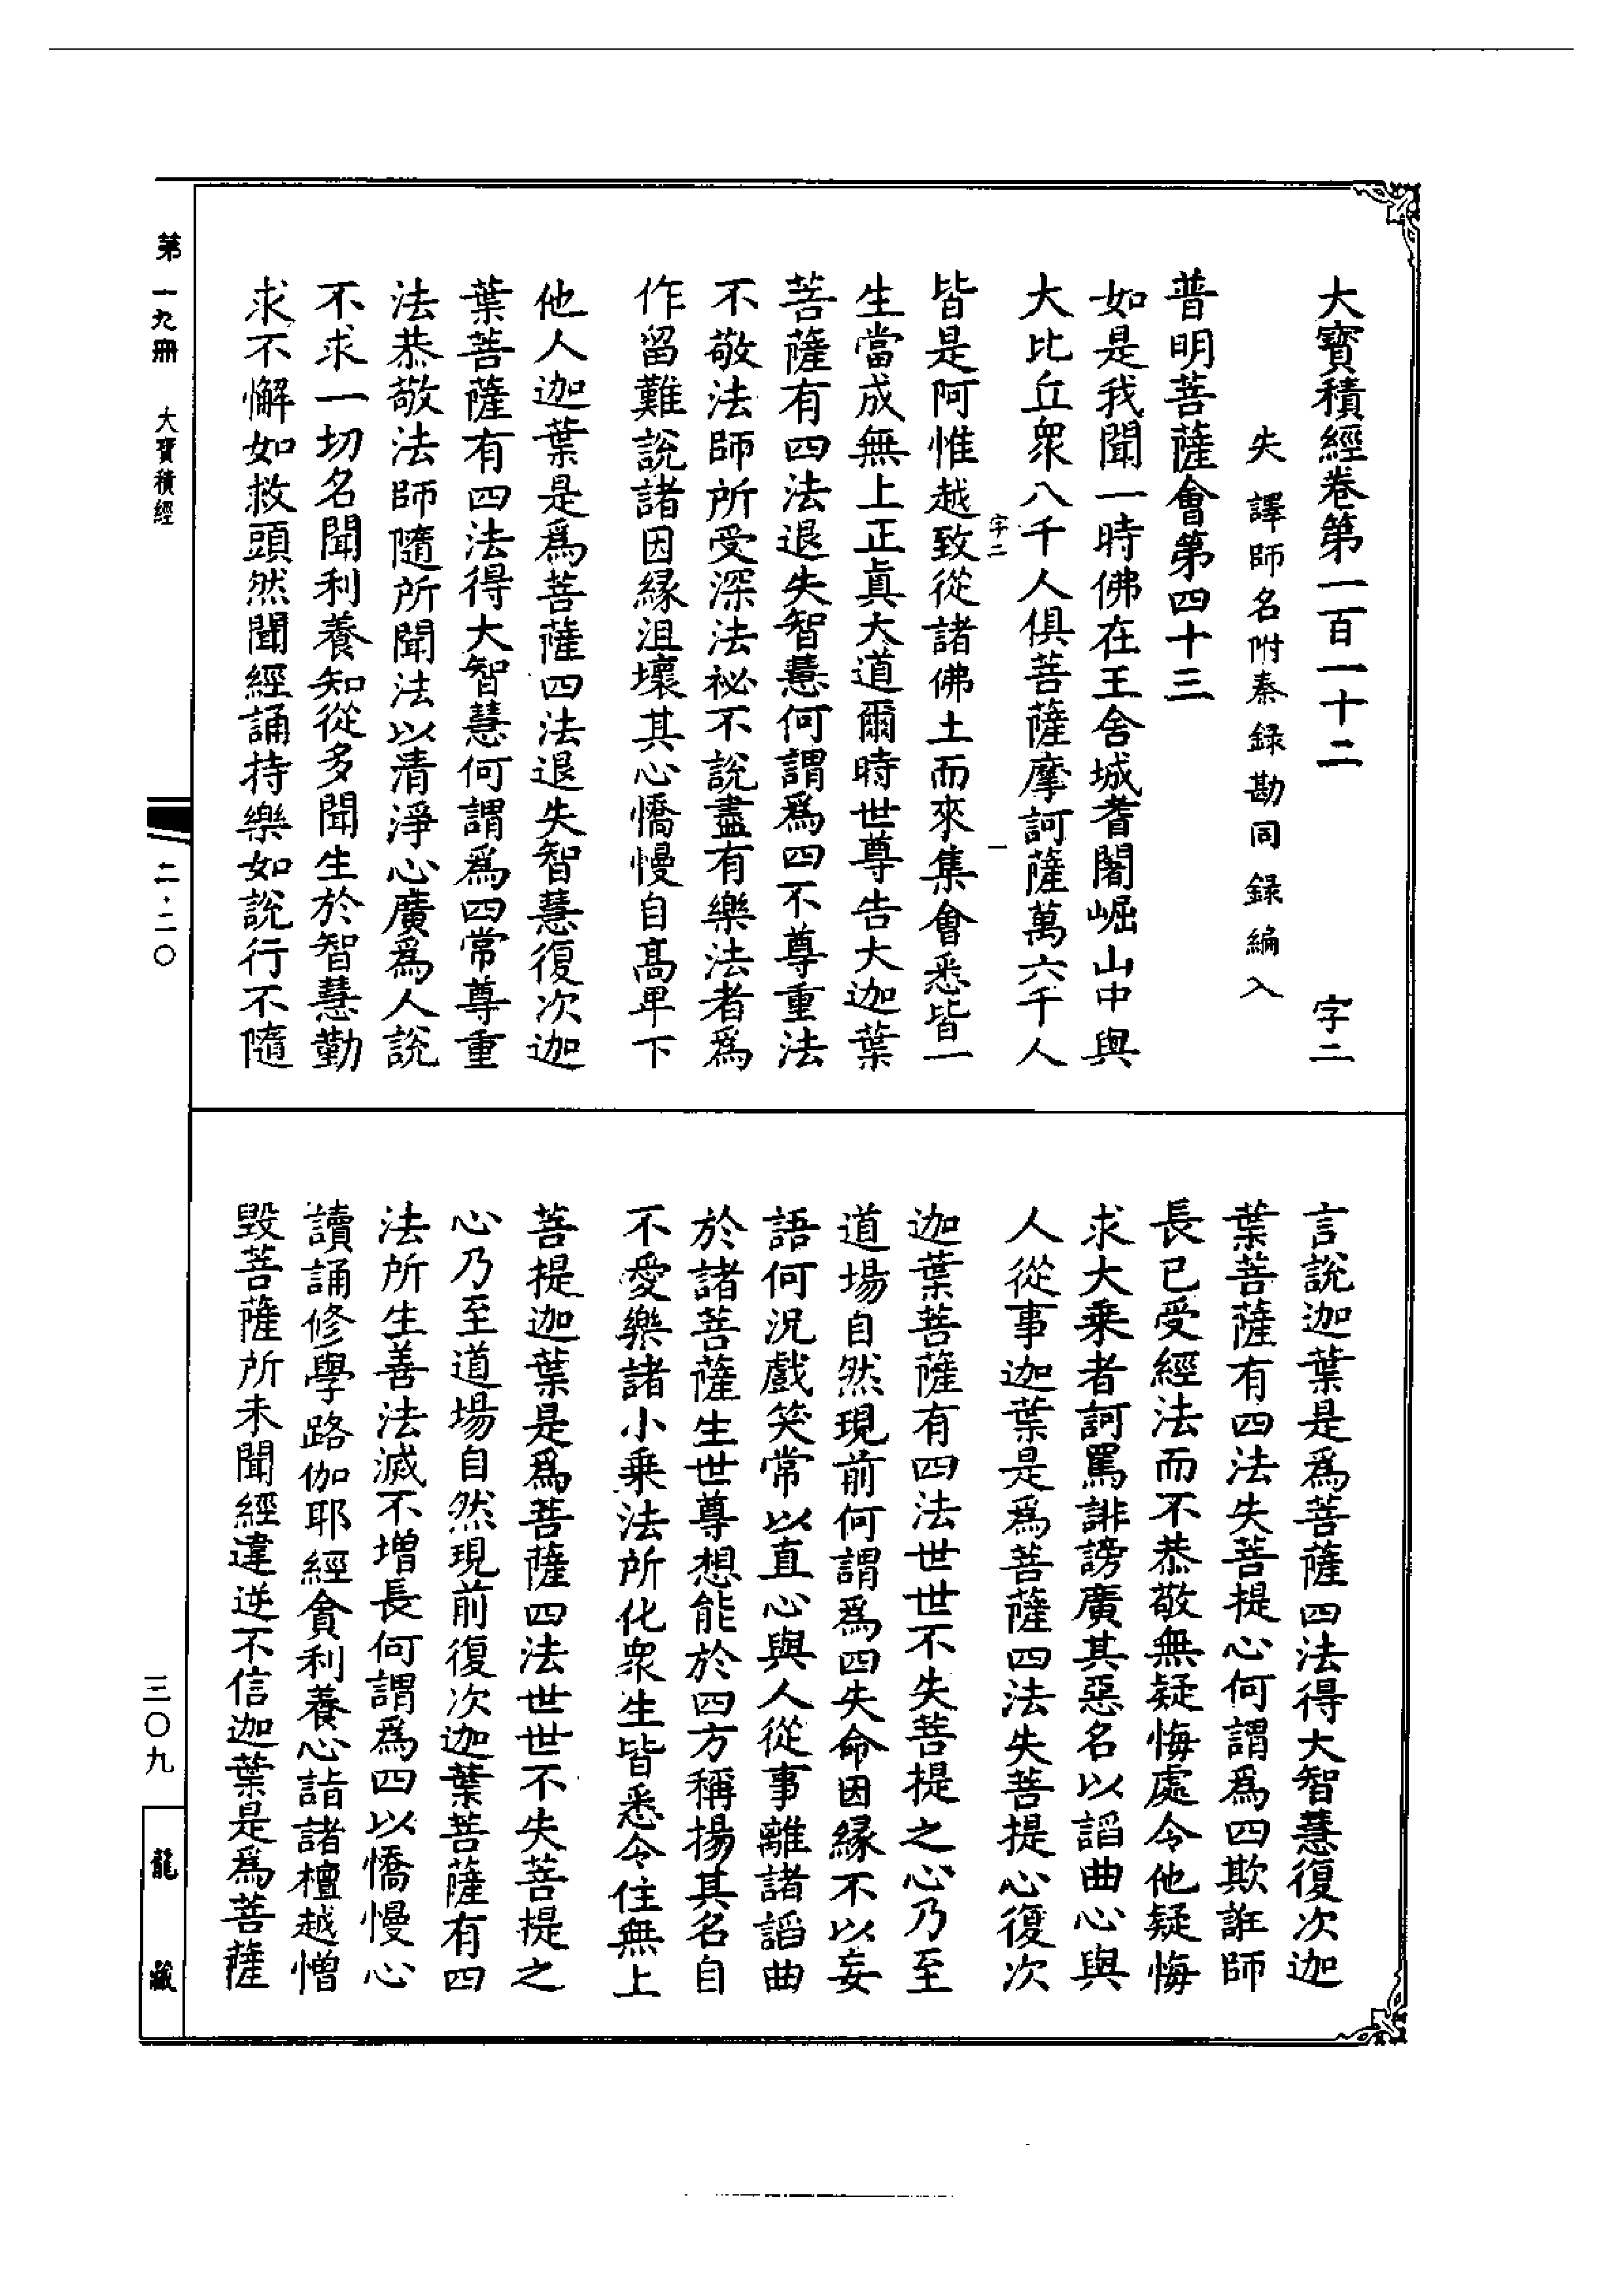 大寶積經卷第一百一十二　字二
失譯師名附秦錄勘同錄編入
普明菩薩會第四十三
如是我聞一時佛在王舍城耆闍崛山中與
大比丘衆八千人俱菩薩摩訶薩萬六千人
字二　一
皆是阿惟越致從諸佛土而來集會悉皆一
生當成無上正眞大道爾時世尊告大迦葉
菩薩有四法退失智慧何謂爲四不尊重法
不敬法師所受深法祕不說盡有樂法者爲
作留難說諸因緣沮壞其心憍慢自高卑下
他人迦葉是爲菩薩四法退失智慧復次迦
葉菩薩有四法得大智慧何謂爲四常尊重
法恭敬法師隨所聞法以清淨心廣爲人說
不求一切名聞利養知從多聞生於智慧勤
求不懈如救頭然聞經誦持樂如說行不隨
言說迦葉是爲菩薩四法得大智慧復次迦
葉菩薩有四法失菩提心何謂爲四欺誑師
長已受經法而不恭敬無疑悔處令他疑悔
求大乘者訶罵誹謗廣其惡名以諂曲心與
人從事迦葉是爲菩薩四法失菩提心復次
迦葉菩薩有四法世世不失菩提之心乃至
道場自然現前何謂爲四失命因緣不以妄
語何況戲笑常以直心與人從事離諸諂曲
於諸菩薩生世尊想能於四方稱揚其名自
不愛樂諸小乘法所化衆生皆悉令住無上
菩提迦葉是爲菩薩四法世世不失菩提之
心乃至道場自然現前復次迦葉菩薩有四
法所生善法滅不增長何謂爲四以憍慢心
讀誦修學路伽耶經貪利養心詣諸檀越憎
毀菩薩所未聞經違逆不信迦葉是爲菩薩
第一九冊　大寶積經
二·二〇
三〇九
龍藏